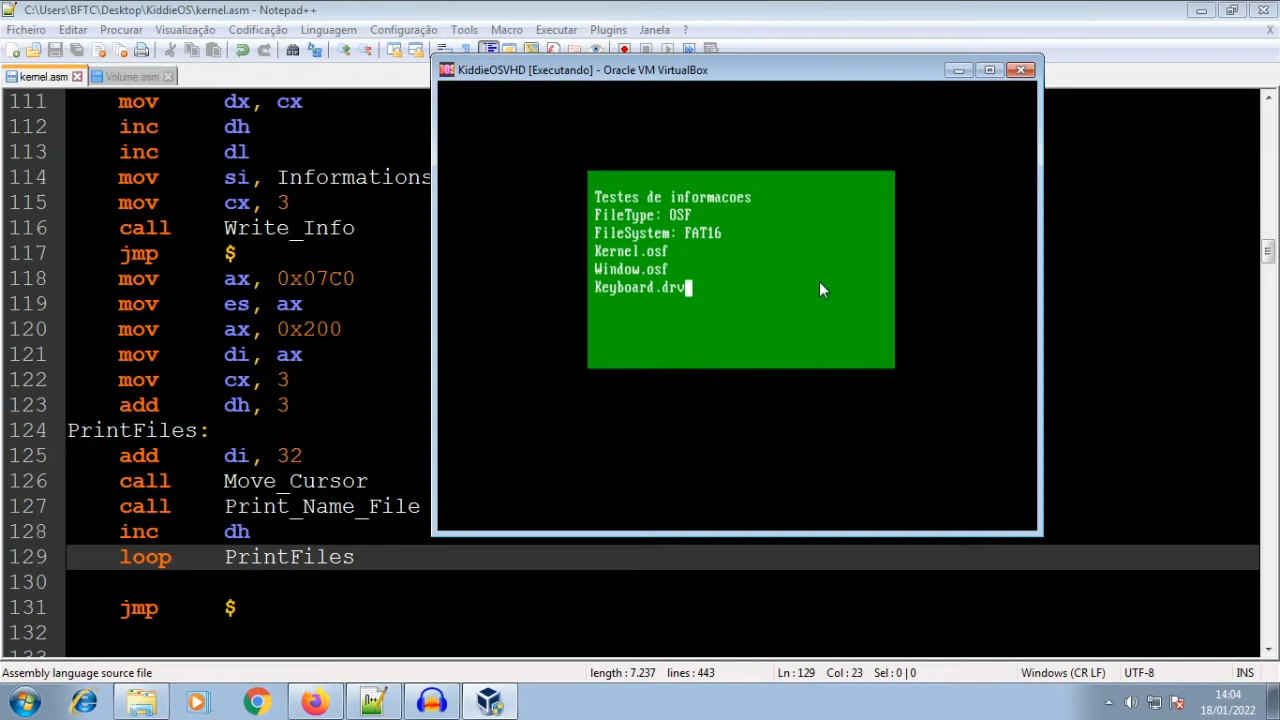 C:\Users\BFTC\Desktop\KiddieOS\kernel.asm - Notepad++
Ficheiro Editar Procurar Visualização Codificação Linguagem Configuração Tools Macro Executar Plugins Janela X
kernel.asm Volume.asm
KiddieOSVHD [Executando] - Oracle VM VirtualBox
111 mov dx, cx
112 inc dh
113 inc dl
114 mov si, Informations
115 mov cx, 3
116 call Write_Info
117 jmp $
118 mov ax, 0x07C0
119 mov es, ax
120 mov ax, 0x200
121 mov di, ax
122 mov cx, 3
123 add dh, 3
124 PrintFiles:
125 add di, 32
126 call Move_Cursor
127 call Print_Name_File
128 inc dh
129 loop PrintFiles
130
131 jmp $
132
133
Testes de informacoes
FileType: OSF
FileSystem: FAT16
Kernel.osf
Window.osf
Keyboard.drv
Assembly language source file length : 7.237 lines : 443 Ln : 129 Col : 23 Sel : 0 | 0 Windows (CR LF) UTF-8 INS
14:04
18/01/2022